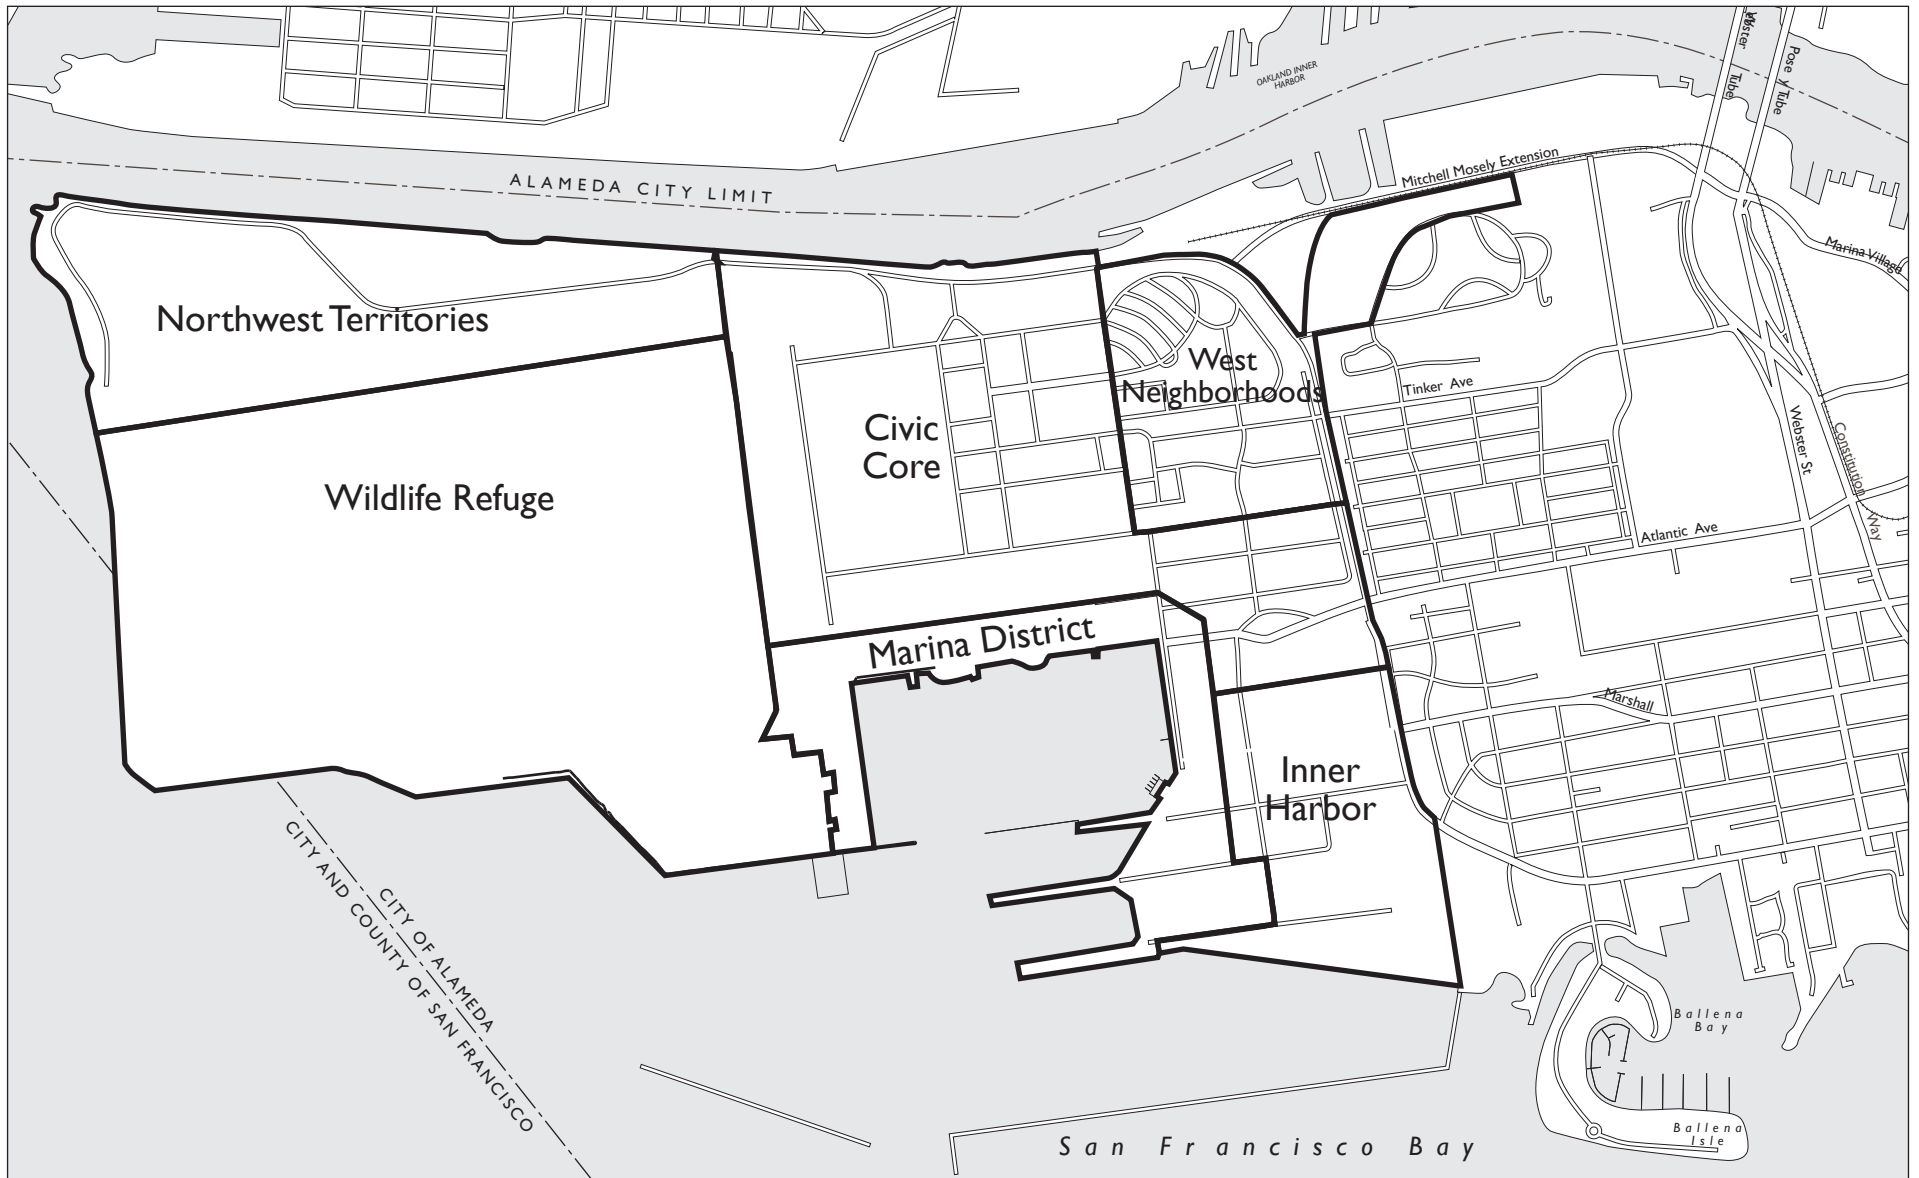 Webster
Tube
Pose y Tube
OAKLAND INNER
HARBOR
Mitchell Mosely Extension
ALAMEDA CITY LIMIT
Marina Village
Northwest Territories
West
Neighborhoods
Tinker Ave
Civic
Core
Webster St
Constitution
Way
Wildlife Refuge
Atlantic Ave
Marina District
Marshall
Inner
Harbor
CITY OF ALAMEDA
CITY AND COUNTY OF SAN FRANCISCO
Ballena
Bay
Ballena
Isle
San Francisco Bay